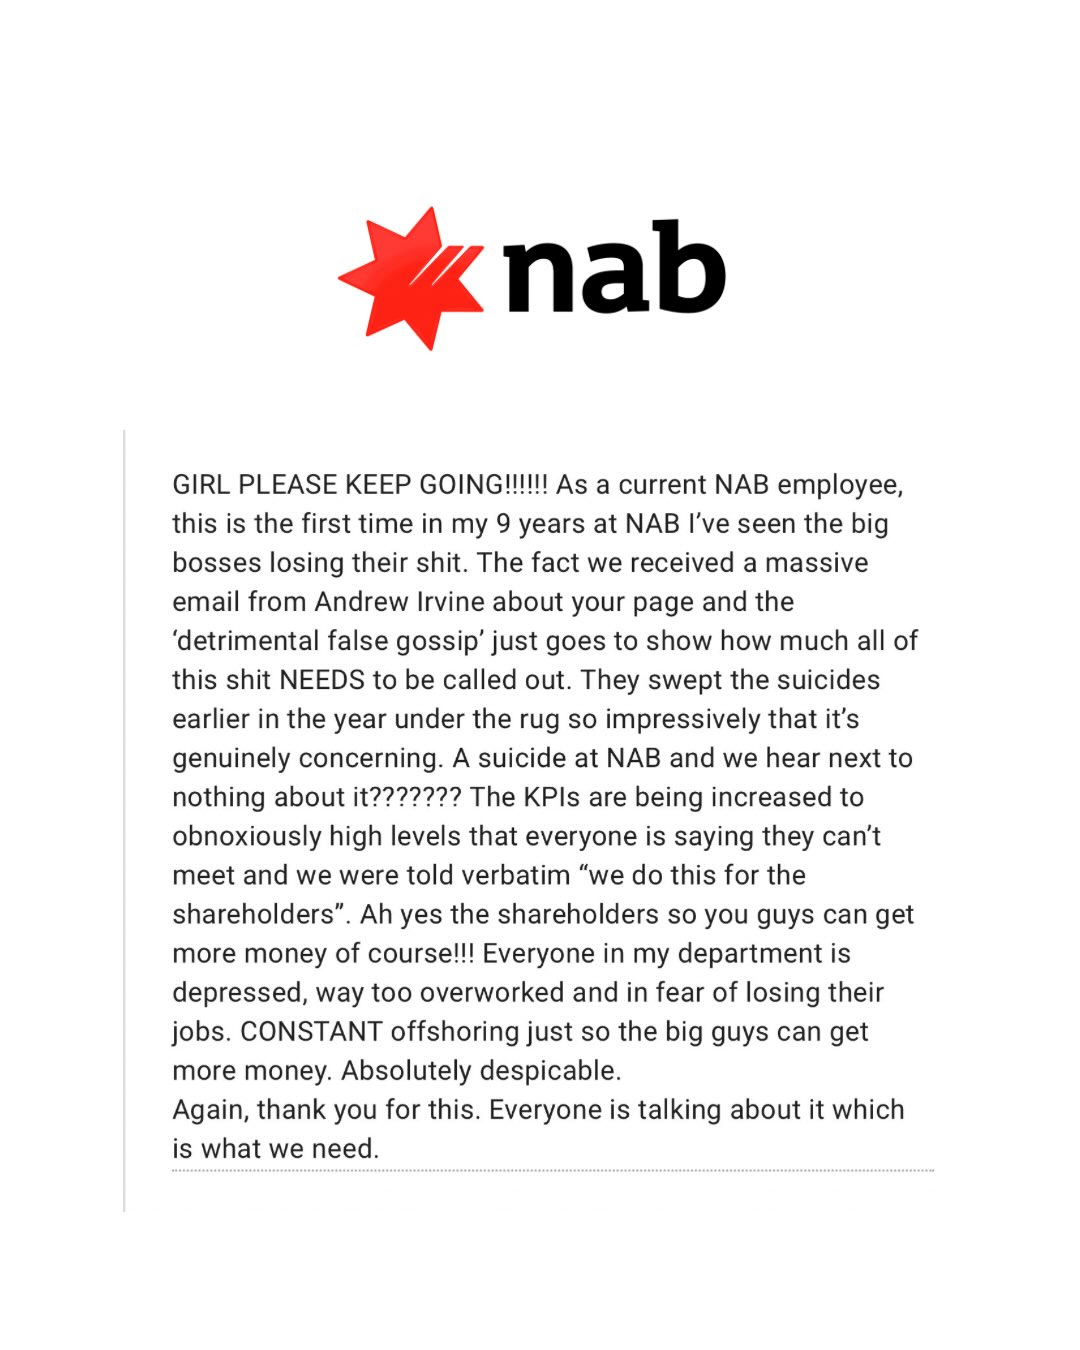 nab
GIRL PLEASE KEEP GOING!!!!!! As a current NAB employee,
this is the first time in my 9 years at NAB I’ve seen the big
bosses losing their shit. The fact we received a massive
email from Andrew Irvine about your page and the
‘detrimental false gossip’ just goes to show how much all of
this shit NEEDS to be called out. They swept the suicides
earlier in the year under the rug so impressively that it’s
genuinely concerning. A suicide at NAB and we hear next to
nothing about it??????? The KPIs are being increased to
obnoxiously high levels that everyone is saying they can’t
meet and we were told verbatim “we do this for the
shareholders”. Ah yes the shareholders so you guys can get
more money of course!!! Everyone in my department is
depressed, way too overworked and in fear of losing their
jobs. CONSTANT offshoring just so the big guys can get
more money. Absolutely despicable.
Again, thank you for this. Everyone is talking about it which
is what we need.